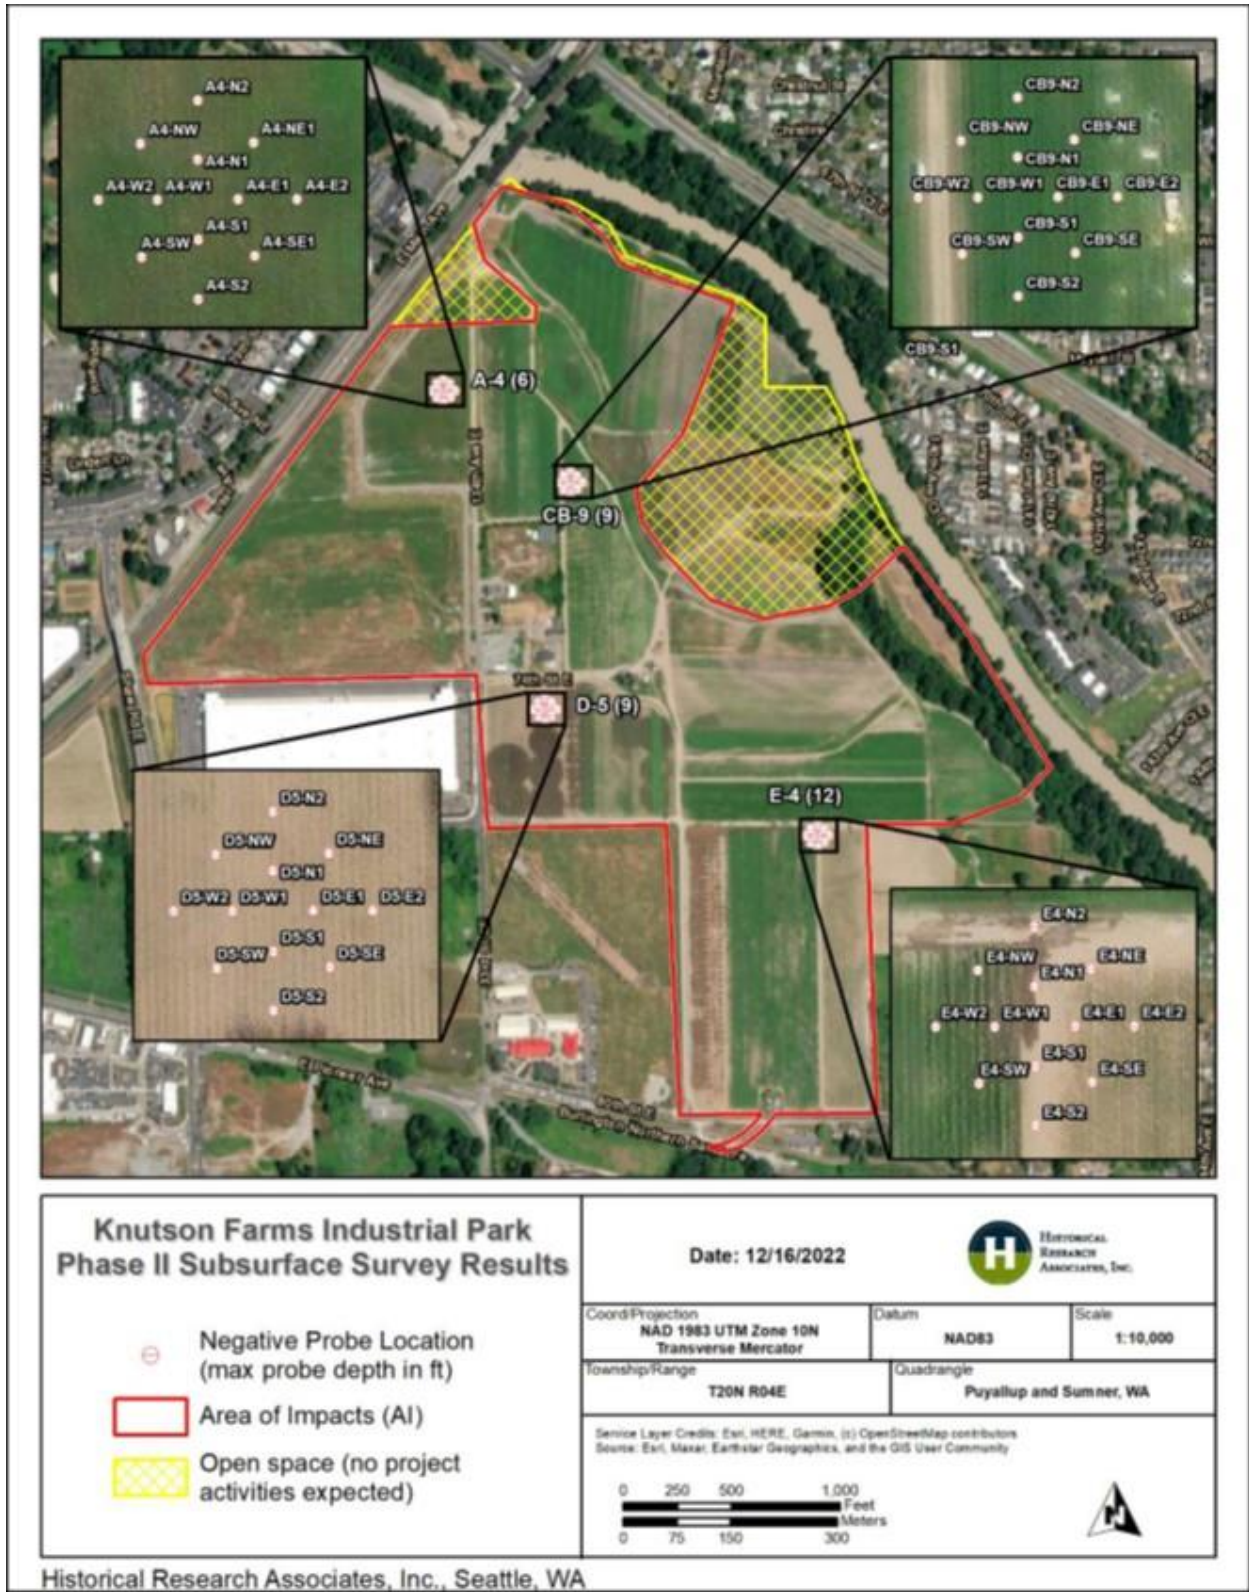 A4-N2
A4-NW
A4-NE1
A4-N1
A4-W2
A4-W1
A4-E1
A4-E2
A4-S1
A4-SW
A4-SE1
A4-S2
CB9-N2
CB9-NW
CB9-NE
CB9-N1
CB9-W2
CB9-W1
CB9-E1
CB9-E2
CB9-S1
CB9-SW
CB9-SE
CB9-S2
CB9-S1
A-4 (6)
CB-9 (9)
74th St E
D-5 (9)
E-4 (12)
D5-N2
D5-NW
D5-NE
D5-N1
D5-W2
D5-W1
D5-E1
D5-E2
D5-S1
D5-SW
D5-SE
D5-S2
E4-N2
E4-NW
E4-NE
E4-N1
E4-W2
E4-W1
E4-E1
E4-E2
E4-S1
E4-SW
E4-SE
E4-S2
80th St E
Burlington Northern
Knutson Farms Industrial Park
Phase II Subsurface Survey Results
Negative Probe Location
(max probe depth in ft)
Area of Impacts (AI)
Open space (no project
activities expected)
Date: 12/16/2022
H
Historical
Research
Associates, Inc.
Coord/Projection
NAD 1983 UTM Zone 10N
Transverse Mercator
Datum
NAD83
Scale
1:10,000
Township/Range
T20N R04E
Quadrangle
Puyallup and Sumner, WA
Service Layer Credits: Esri, HERE, Garmin, (c) OpenStreetMap contributors
Source: Esri, Maxar, Earthstar Geographics, and the GIS User Community
0 250 500 1,000
Feet
Meters
0 75 150 300
N
Historical Research Associates, Inc., Seattle, WA